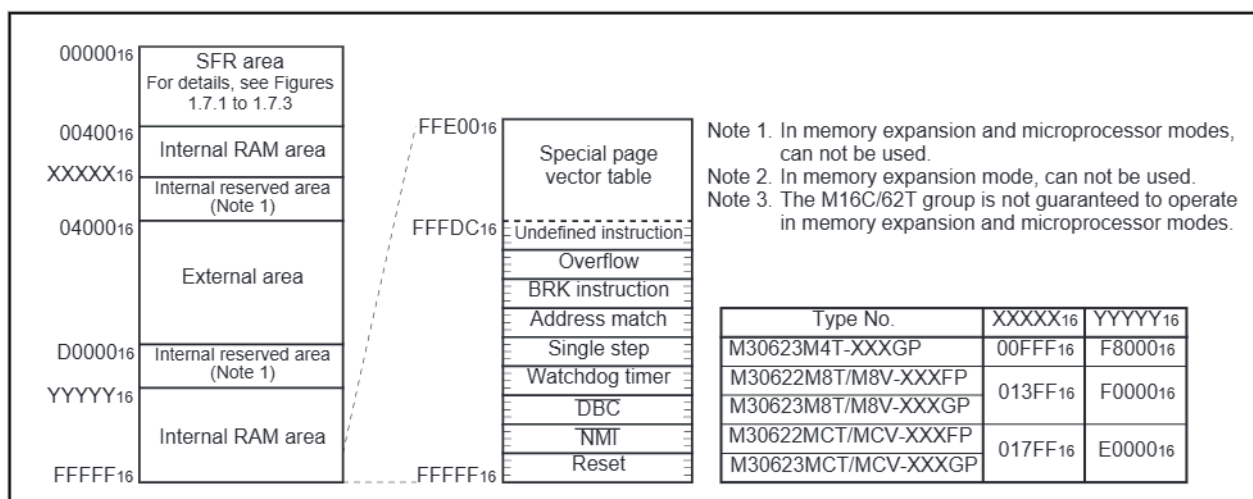 00000₁₆
SFR area
For details, see Figures
1.7.1 to 1.7.3
00400₁₆
Internal RAM area
XXXXX₁₆
Internal reserved area
(Note 1)
04000₁₆
External area
D0000₁₆
Internal reserved area
(Note 1)
YYYYY₁₆
Internal RAM area
FFFFF₁₆
FFE00₁₆
Special page
vector table
FFFDC₁₆
Undefined instruction
Overflow
BRK instruction
Address match
Single step
Watchdog timer
DBC
NMI
Reset
FFFFF₁₆
Note 1. In memory expansion and microprocessor modes,
can not be used.
Note 2. In memory expansion mode, can not be used.
Note 3. The M16C/62T group is not guaranteed to operate
in memory expansion and microprocessor modes.
Type No. XXXXX₁₆ YYYYY₁₆
M30623M4T-XXXGP 00FFF₁₆ F8000₁₆
M30622M8T/M8V-XXXFP
013FF₁₆ F0000₁₆
M30623M8T/M8V-XXXGP
M30622MCT/MCV-XXXFP
017FF₁₆ E0000₁₆
M30623MCT/MCV-XXXGP